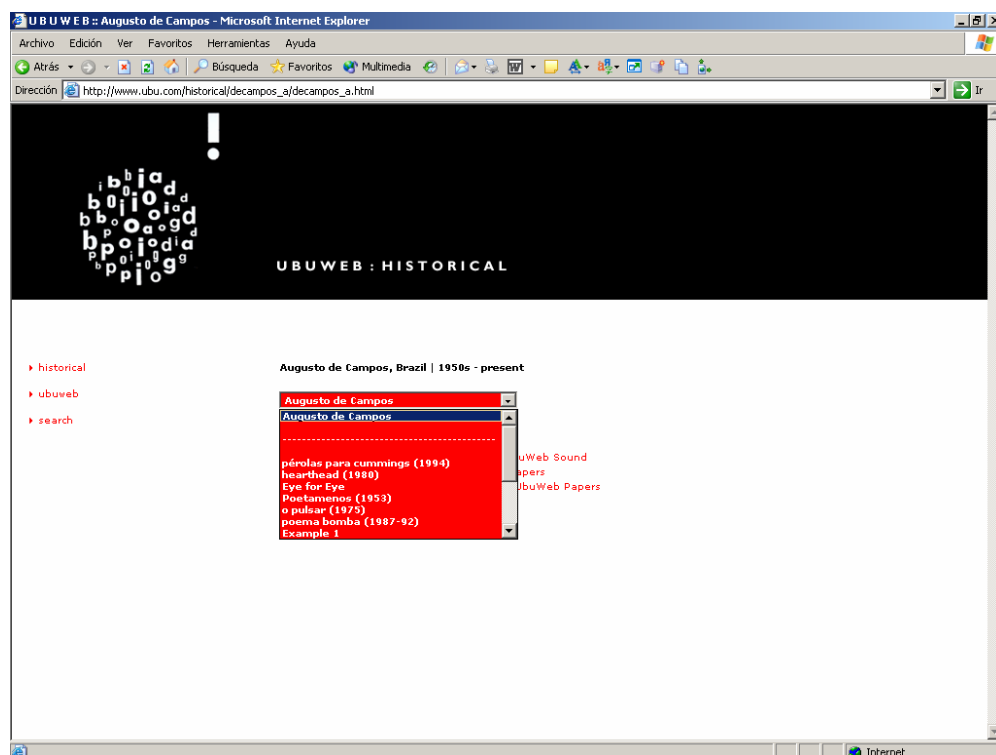 U B U W E B :: Augusto de Campos - Microsoft Internet Explorer
Archivo Edición Ver Favoritos Herramientas Ayuda
Atrás Búsqueda Favoritos Multimedia
Dirección http://www.ubu.com/historical/decampos_a/decampos_a.html Ir
!
UBUWEB : HISTORICAL
historical
ubuweb
search
Augusto de Campos, Brazil | 1950s - present
Augusto de Campos
Augusto de Campos
--------------------------------------------
pérolas para cummings (1994)
hearthead (1980)
Eye for Eye
Poetamenos (1953)
o pulsar (1975)
poema bomba (1987-92)
Example 1
uWeb Sound
apers
UbuWeb Papers
Internet